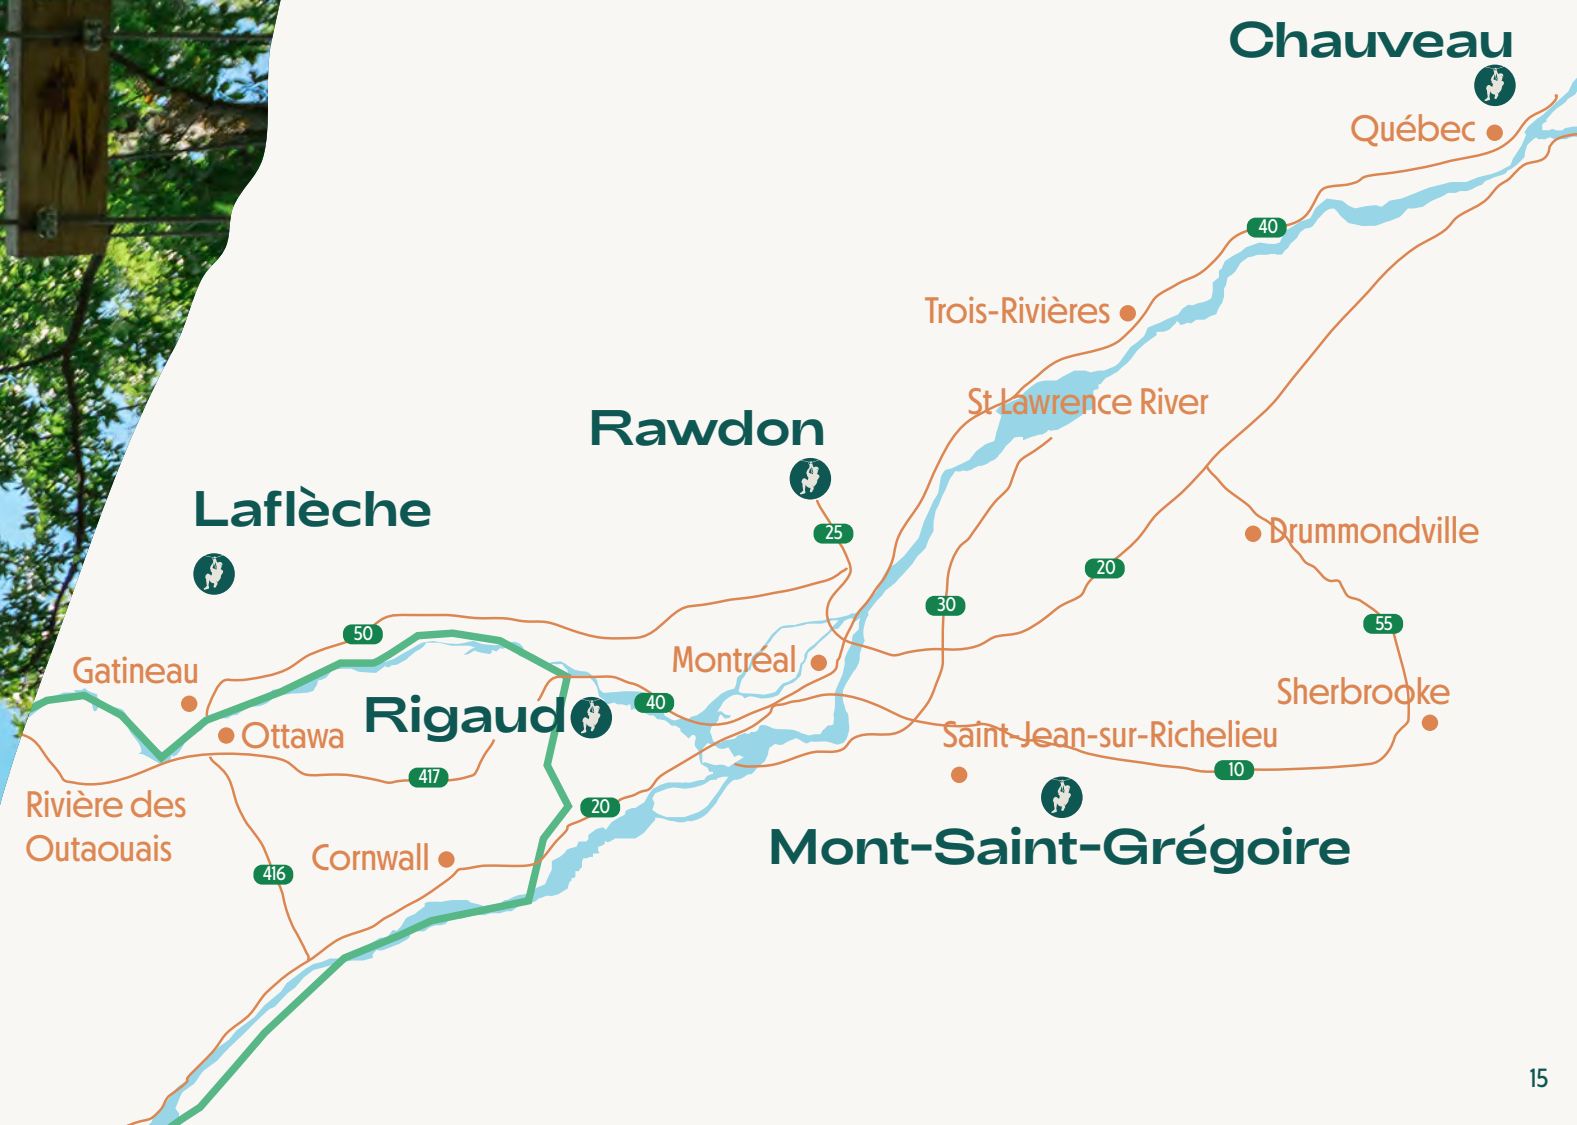 Chauveau
Québec
40
Trois-Rivières
St Lawrence River
Rawdon
Laflèche
25
Drummondville
20
30
55
50
Montréal
Gatineau
Sherbrooke
40
Rigaud
Ottawa
Saint-Jean-sur-Richelieu
10
417
Rivière des
Outaouais
20
Mont-Saint-Grégoire
Cornwall
416
15